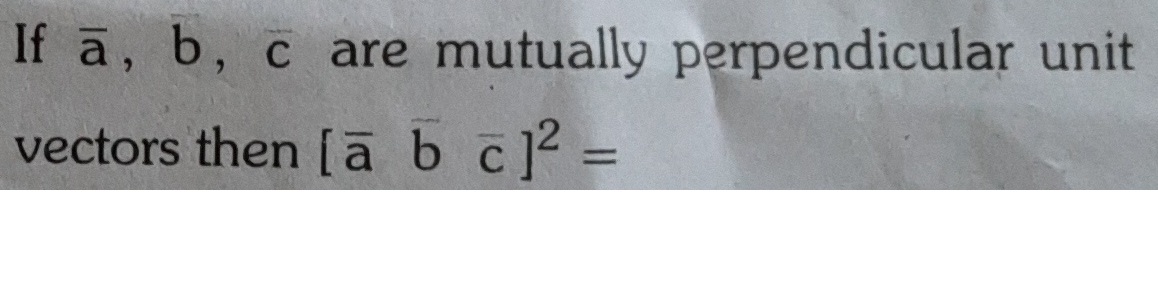 If a̅, b̅, c̅ are mutually perpendicular unit
vectors then [a̅ b̅ c̅]² =